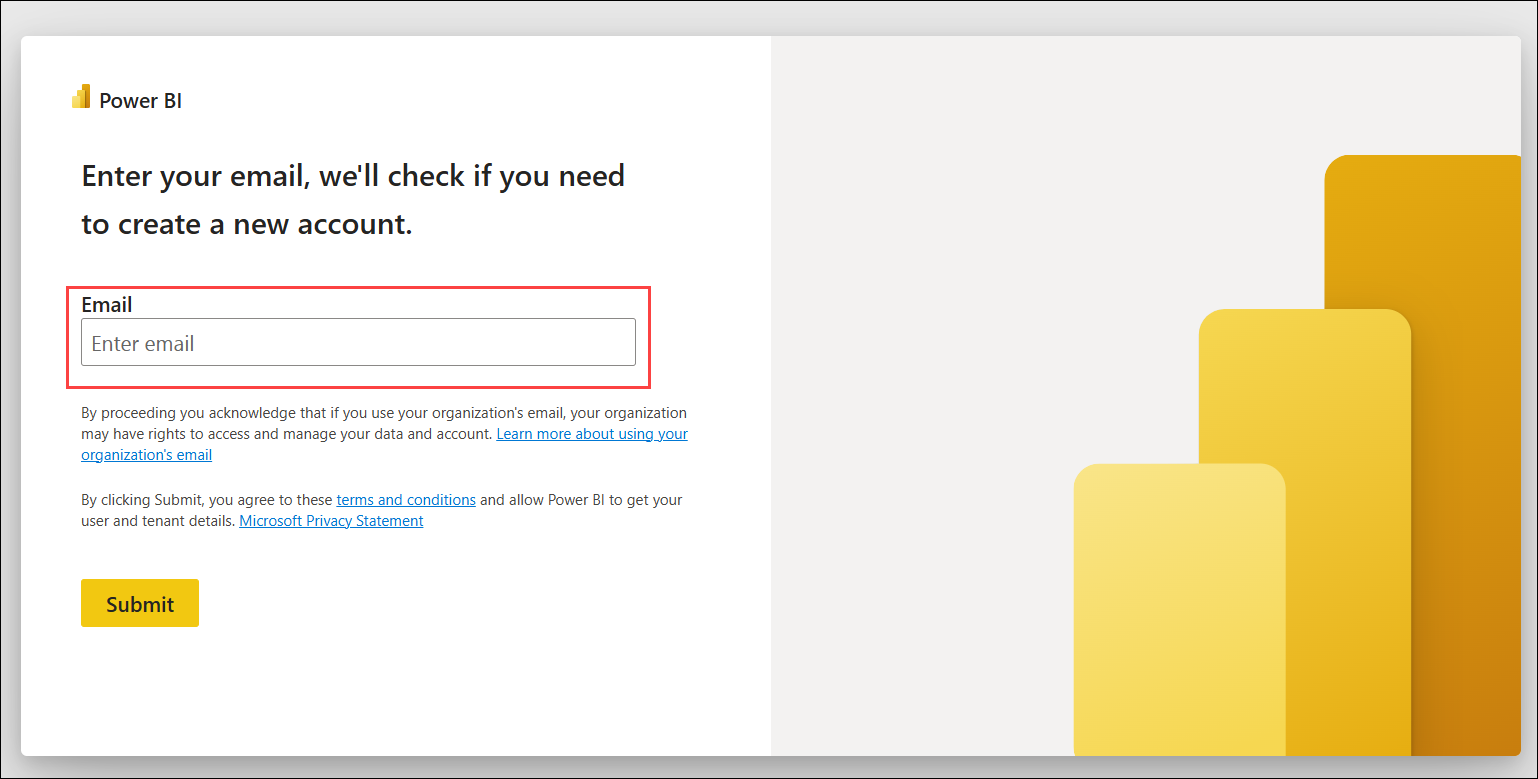 Power BI
Enter your email, we'll check if you need
to create a new account.
Email
Enter email
By proceeding you acknowledge that if you use your organization's email, your organization
may have rights to access and manage your data and account. Learn more about using your
organization's email
By clicking Submit, you agree to these terms and conditions and allow Power BI to get your
user and tenant details. Microsoft Privacy Statement
Submit